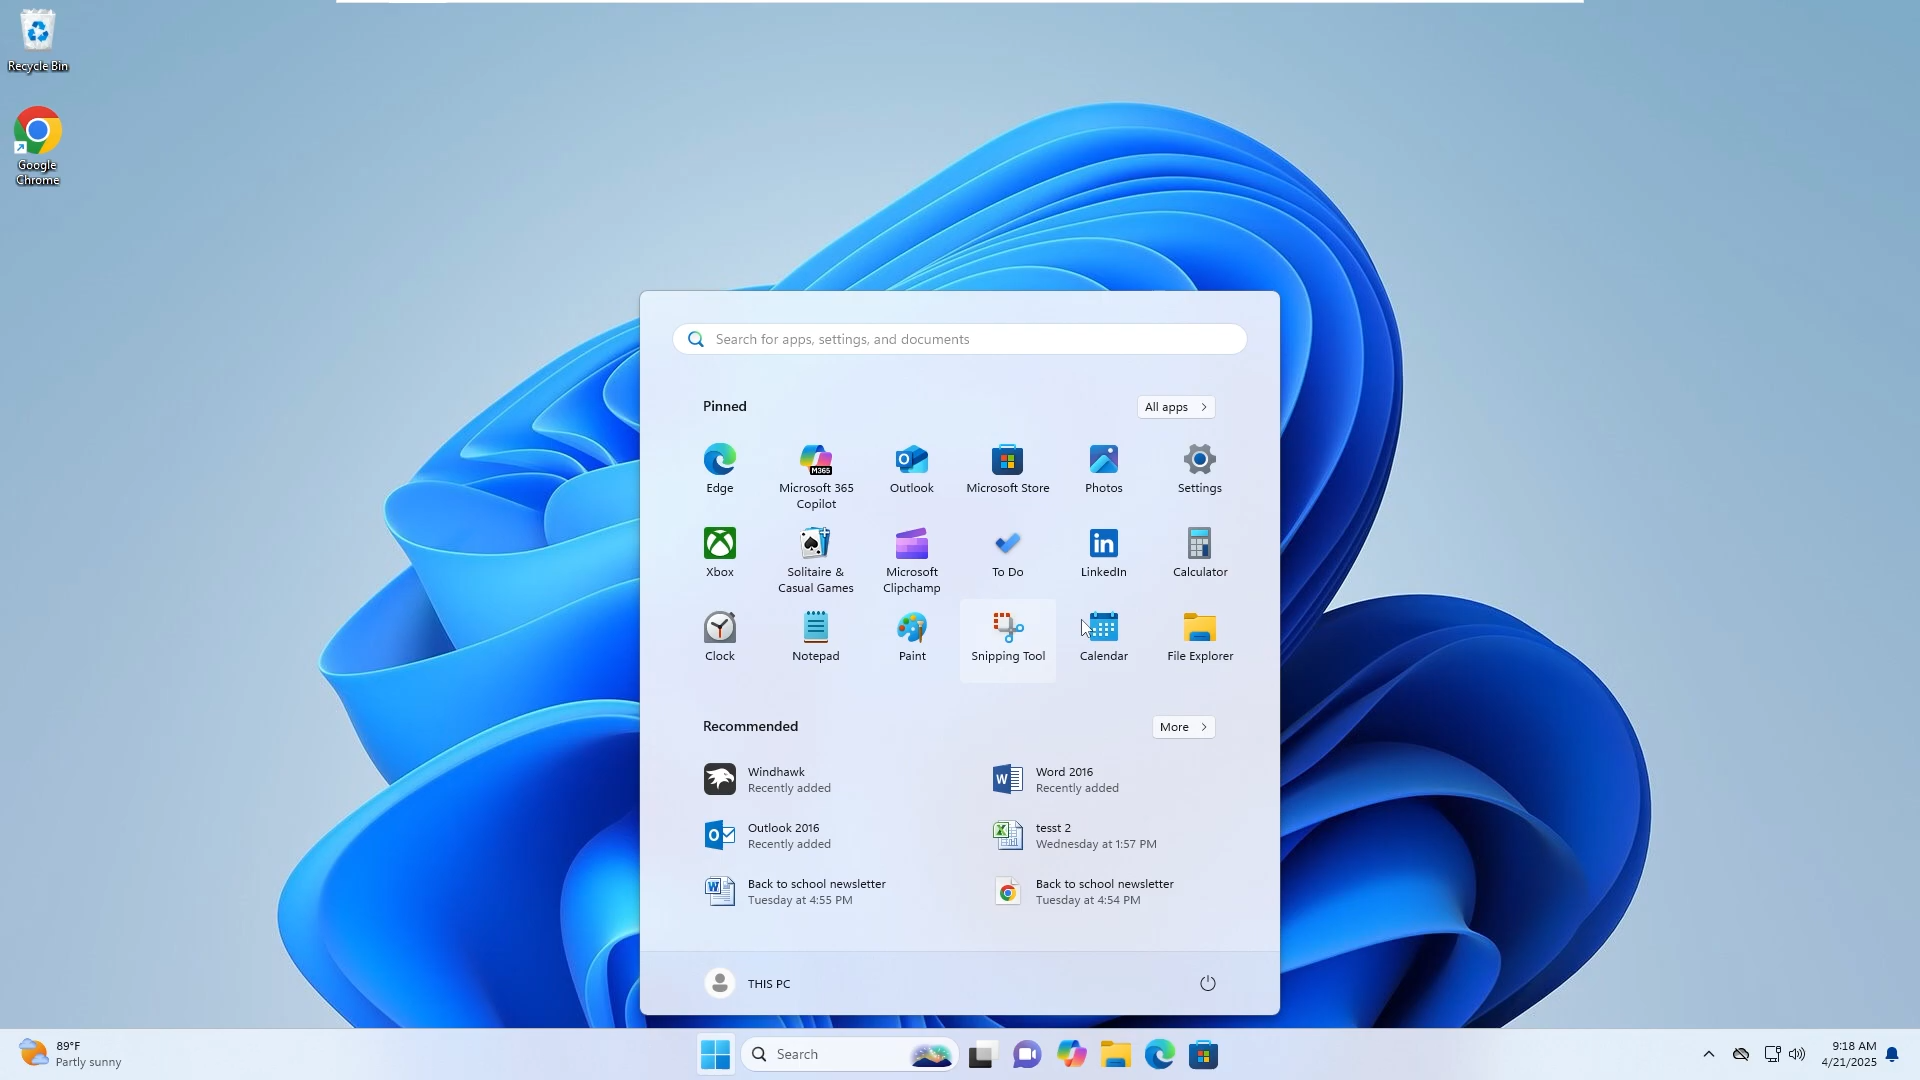 Recycle Bin
Google
Chrome
Search for apps, settings, and documents
Pinned
All apps
Edge
Microsoft 365
Copilot
Outlook
Microsoft Store
Photos
Settings
M365
Xbox
Solitaire &
Casual Games
Microsoft
Clipchamp
To Do
LinkedIn
Calculator
Clock
Notepad
Paint
Snipping Tool
Calendar
File Explorer
Recommended
More
Windhawk
Recently added
Word 2016
Recently added
Outlook 2016
Recently added
tesst 2
Wednesday at 1:57 PM
Back to school newsletter
Tuesday at 4:55 PM
Back to school newsletter
Tuesday at 4:54 PM
THIS PC
89°F
Partly sunny
Search
9:18 AM
4/21/2025